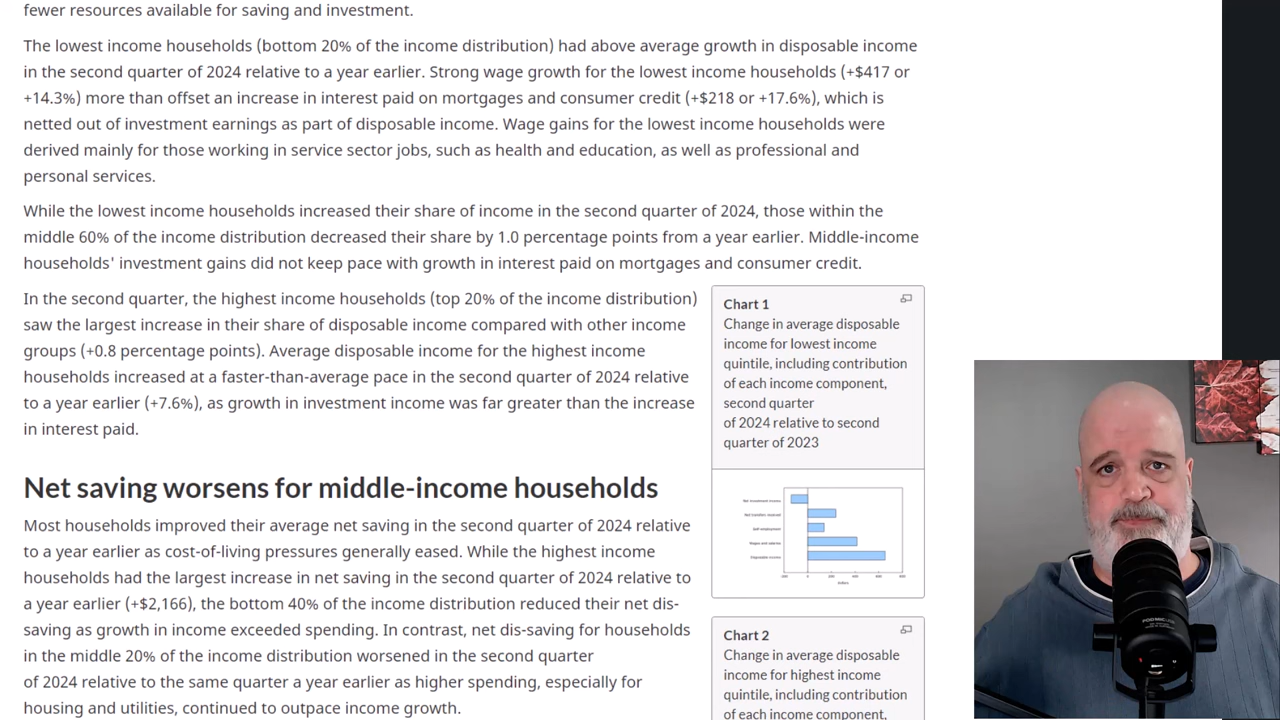 fewer resources available for saving and investment.
The lowest income households (bottom 20% of the income distribution) had above average growth in disposable income
in the second quarter of 2024 relative to a year earlier. Strong wage growth for the lowest income households (+$417 or
+14.3%) more than offset an increase in interest paid on mortgages and consumer credit (+$218 or +17.6%), which is
netted out of investment earnings as part of disposable income. Wage gains for the lowest income households were
derived mainly for those working in service sector jobs, such as health and education, as well as professional and
personal services.
While the lowest income households increased their share of income in the second quarter of 2024, those within the
middle 60% of the income distribution decreased their share by 1.0 percentage points from a year earlier. Middle-income
households' investment gains did not keep pace with growth in interest paid on mortgages and consumer credit.
In the second quarter, the highest income households (top 20% of the income distribution)
saw the largest increase in their share of disposable income compared with other income
groups (+0.8 percentage points). Average disposable income for the highest income
households increased at a faster-than-average pace in the second quarter of 2024 relative
to a year earlier (+7.6%), as growth in investment income was far greater than the increase
in interest paid.
Net saving worsens for middle-income households
Most households improved their average net saving in the second quarter of 2024 relative
to a year earlier as cost-of-living pressures generally eased. While the highest income
households had the largest increase in net saving in the second quarter of 2024 relative to
a year earlier (+$2,166), the bottom 40% of the income distribution reduced their net dis-
saving as growth in income exceeded spending. In contrast, net dis-saving for households
in the middle 20% of the income distribution worsened in the second quarter
of 2024 relative to the same quarter a year earlier as higher spending, especially for
housing and utilities, continued to outpace income growth.
Chart 1
Change in average disposable
income for lowest income
quintile, including contribution
of each income component,
second quarter
of 2024 relative to second
quarter of 2023
Net investment income
Net transfers received
Self-employment
Wages and salaries
Disposable income
Chart 2
Change in average disposable
income for highest income
quintile, including contribution
of each income component,